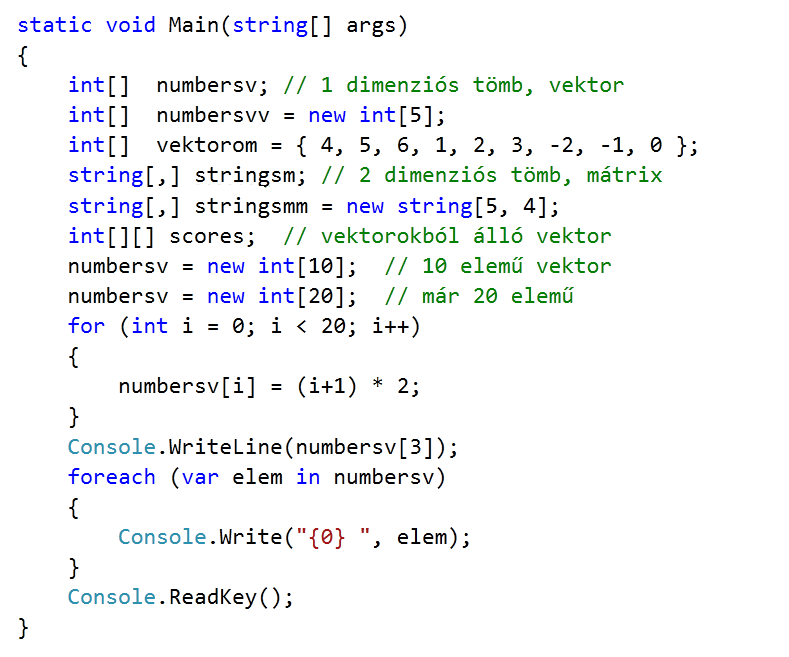 static void Main(string[] args)
{
    int[]  numbersv; // 1 dimenziós tömb, vektor
    int[]  numbersvv = new int[5];
    int[]  vektorom = { 4, 5, 6, 1, 2, 3, -2, -1, 0 };
    string[,] stringsm; // 2 dimenziós tömb, mátrix
    string[,] stringsmm = new string[5, 4];
    int[][] scores;  // vektorokból álló vektor
    numbersv = new int[10];  // 10 elemű vektor
    numbersv = new int[20];  // már 20 elemű
    for (int i = 0; i < 20; i++)
    {
        numbersv[i] = (i+1) * 2;
    }
    Console.WriteLine(numbersv[3]);
    foreach (var elem in numbersv)
    {
        Console.Write("{0} ", elem);
    }
    Console.ReadKey();
}